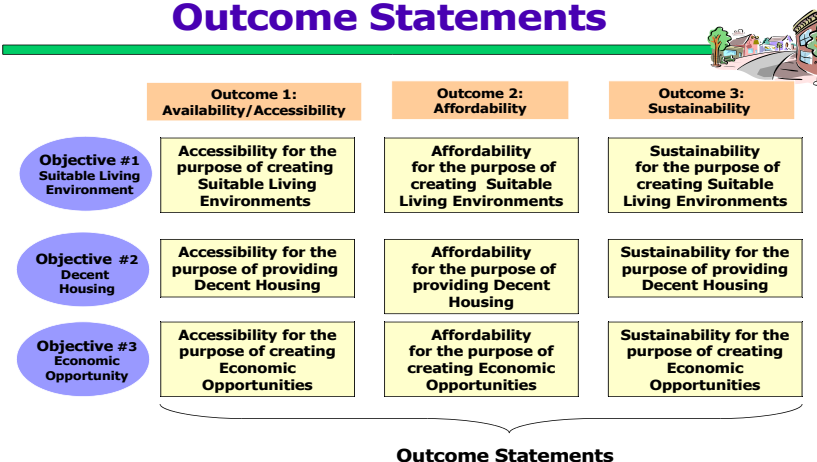 Outcome Statements
Outcome 1:
Availability/Accessibility
Outcome 2:
Affordability
Outcome 3:
Sustainability
Objective #1
Suitable Living
Environment
Accessibility for the
purpose of creating
Suitable Living
Environments
Affordability
for the purpose of
creating Suitable
Living Environments
Sustainability
for the purpose of
creating Suitable
Living Environments
Objective #2
Decent
Housing
Accessibility for the
purpose of providing
Decent Housing
Affordability
for the purpose of
providing Decent
Housing
Sustainability for the
purpose of providing
Decent Housing
Objective #3
Economic
Opportunity
Accessibility for the
purpose of creating
Economic
Opportunities
Affordability
for the purpose of
creating Economic
Opportunities
Sustainability for the
purpose of creating
Economic
Opportunities
Outcome Statements